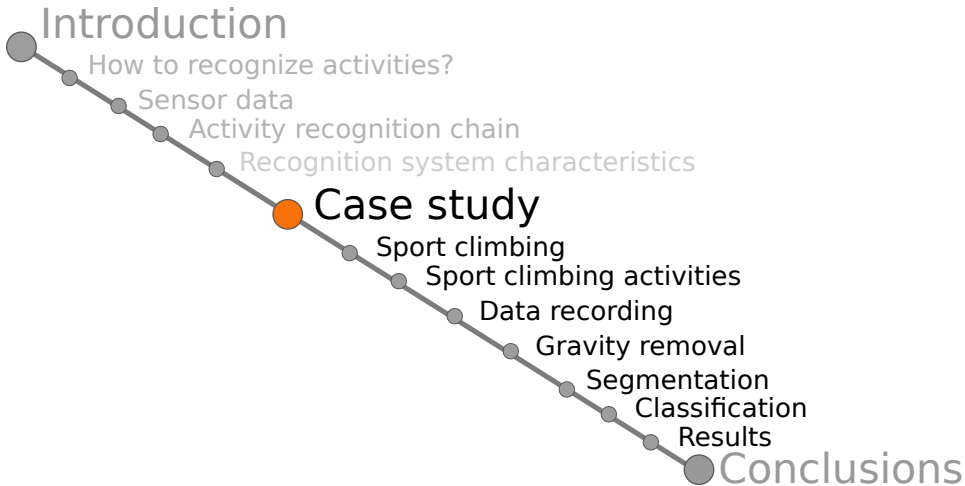 Introduction
How to recognize activities?
Sensor data
Activity recognition chain
Recognition system characteristics
Case study
Sport climbing
Sport climbing activities
Data recording
Gravity removal
Segmentation
Classification
Results
Conclusions